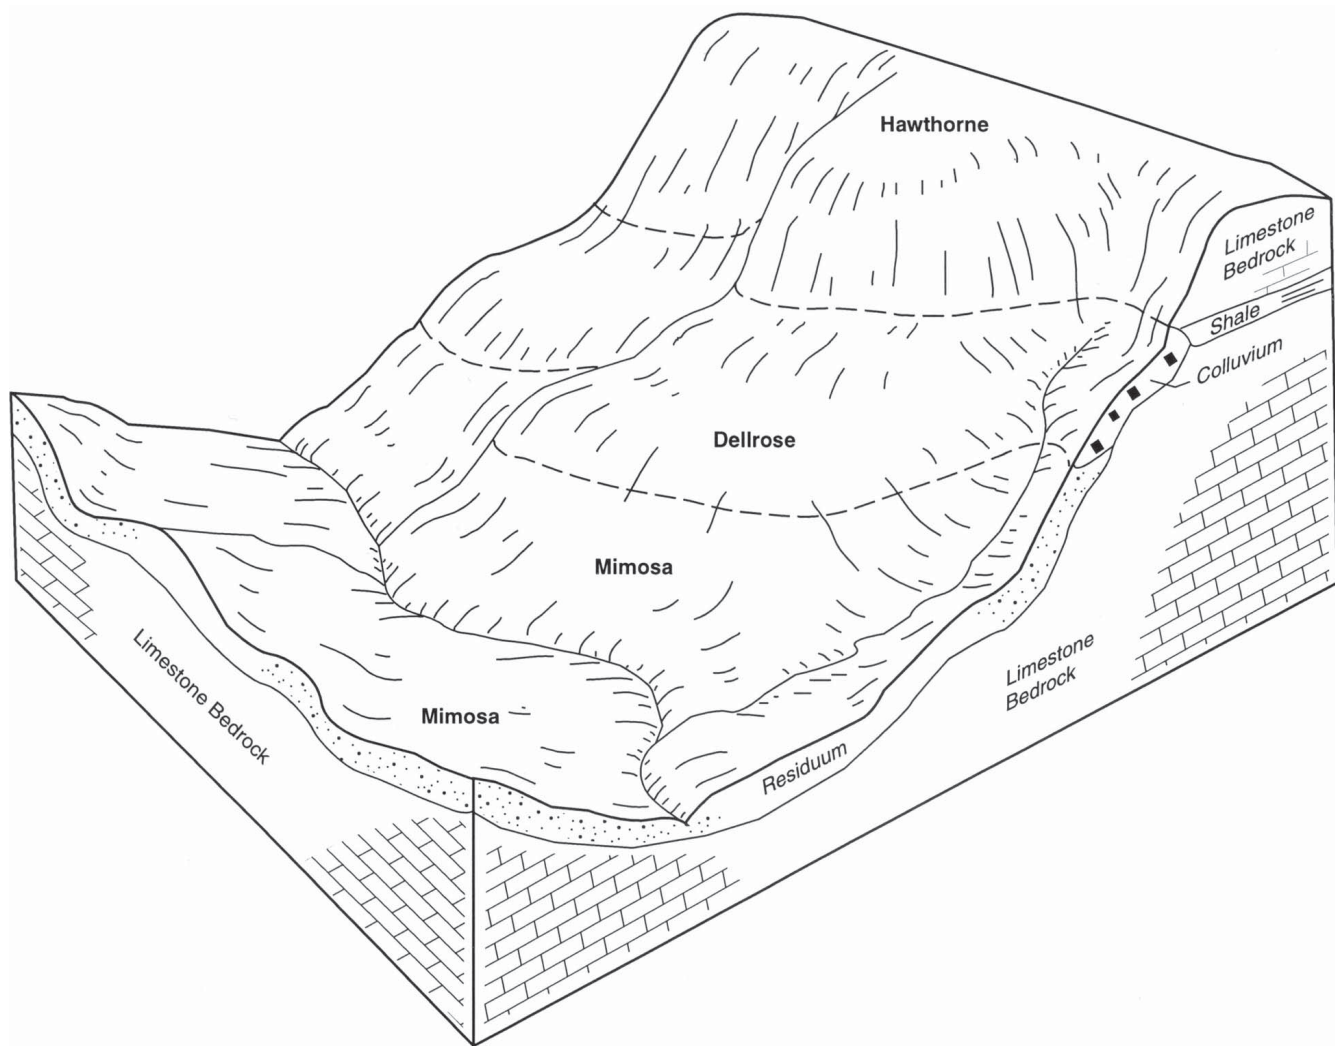 Hawthorne
Limestone
Bedrock
Shale
Colluvium
Dellrose
Mimosa
Limestone
Bedrock
Limestone Bedrock
Mimosa
Residuum